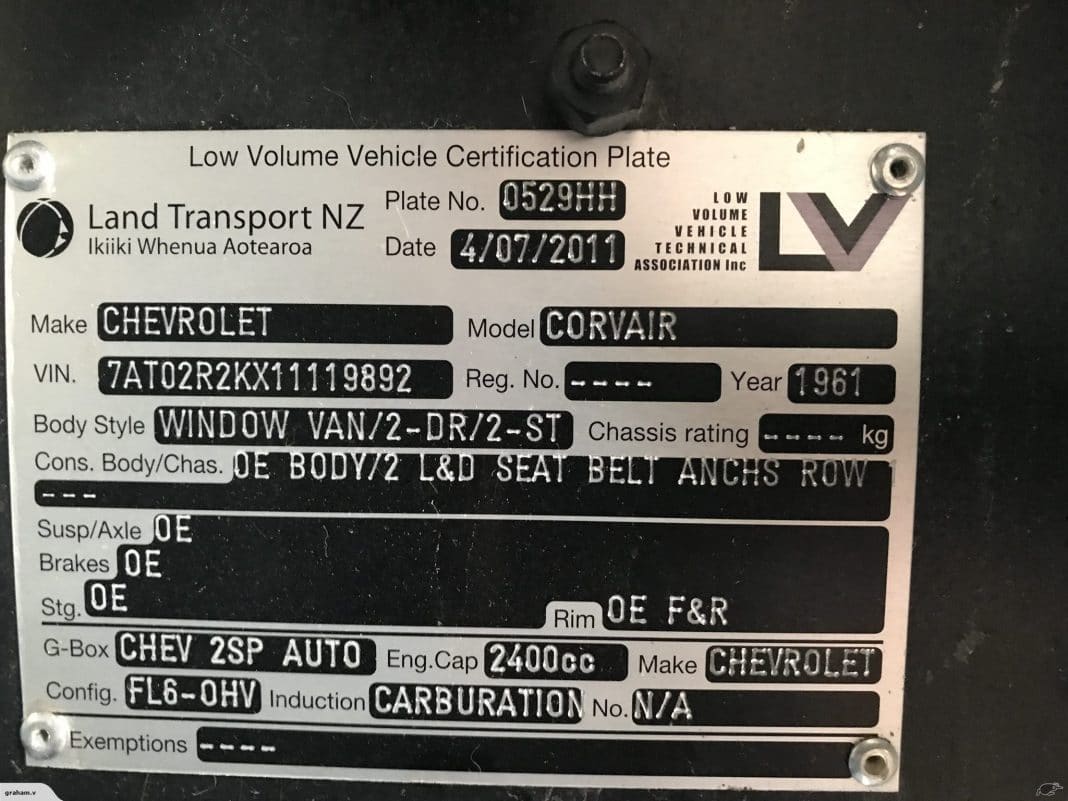 Low Volume Vehicle Certification Plate
Land Transport NZ
Ikiiki Whenua Aotearoa
Plate No. 0529HH
Date 4/07/2011
LOW
VOLUME
VEHICLE
TECHNICAL
ASSOCIATION Inc
LV
Make CHEVROLET Model CORVAIR
VIN. 7AT02R2KX11119892 Reg. No. ---- Year 1961
Body Style WINDOW VAN/2-DR/2-ST Chassis rating ---- kg
Cons. Body/Chas. OE BODY/2 L&D SEAT BELT ANCHS ROW
---
Susp/Axle OE
Brakes OE
Stg. OE Rim OE F&R
G-Box CHEV 2SP AUTO Eng.Cap 2400cc Make CHEVROLET
Config. FL6-OHV Induction CARBURATION No. N/A
Exemptions ----
graham.v